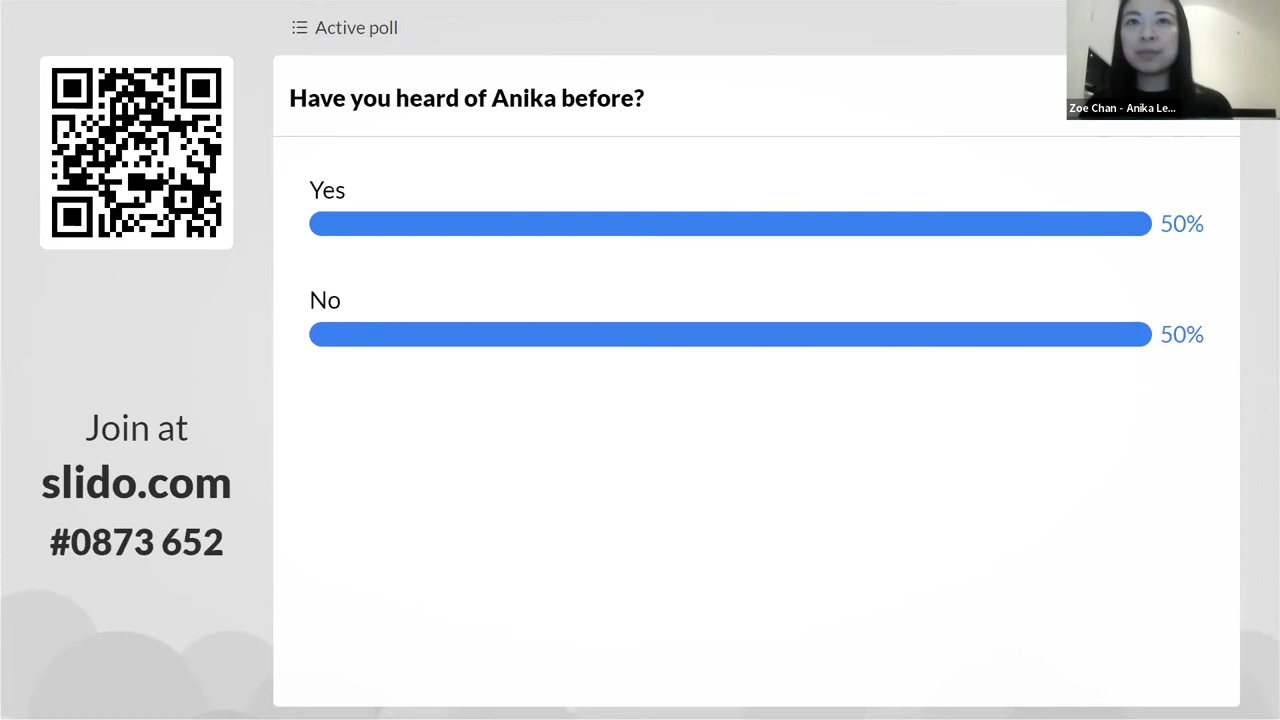 Active poll
Have you heard of Anika before?
Zoe Chan - Anika Le...
Yes
50%
No
50%
Join at
slido.com
#0873 652